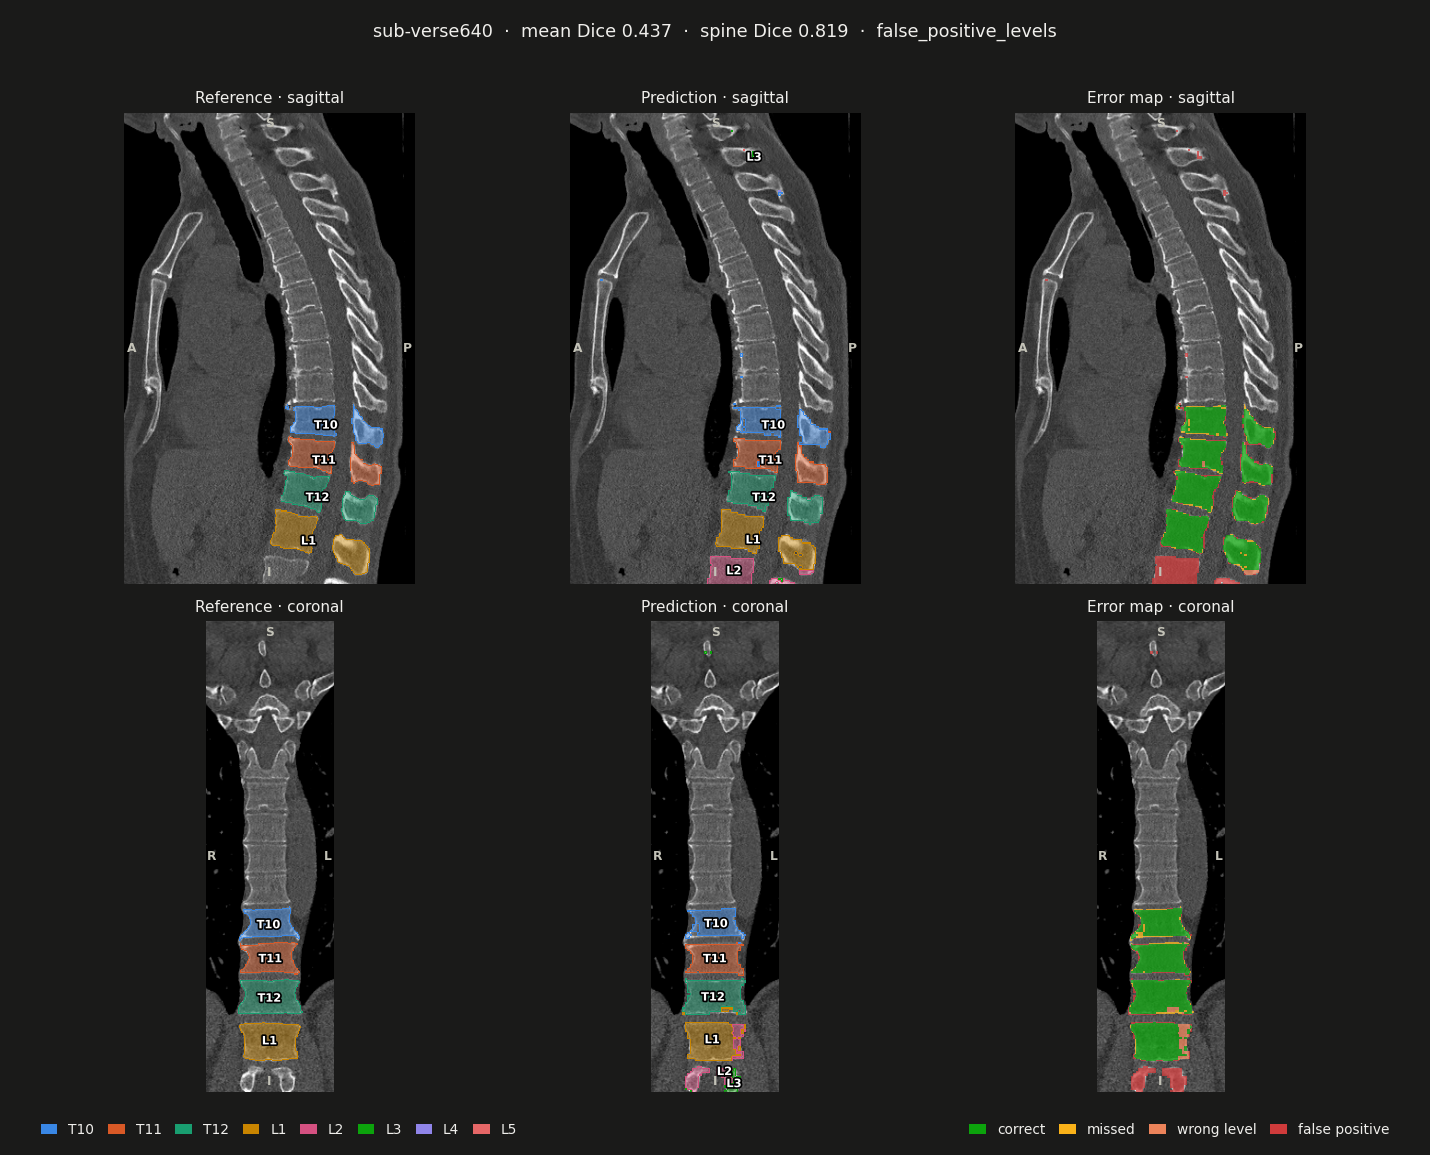 sub-verse640 · mean Dice 0.437 · spine Dice 0.819 · false_positive_levels
Reference · sagittal
Prediction · sagittal
Error map · sagittal
S
A
P
T10
T11
T12
L1
I
S
L3
A
P
T10
T11
T12
L1
L2
I
S
A
P
I
Reference · coronal
Prediction · coronal
Error map · coronal
S
R
L
T10
T11
T12
L1
I
S
R
L
T10
T11
T12
L1
L2
I
L3
S
R
L
I
T10 T11 T12 L1 L2 L3 L4 L5
correct missed wrong level false positive